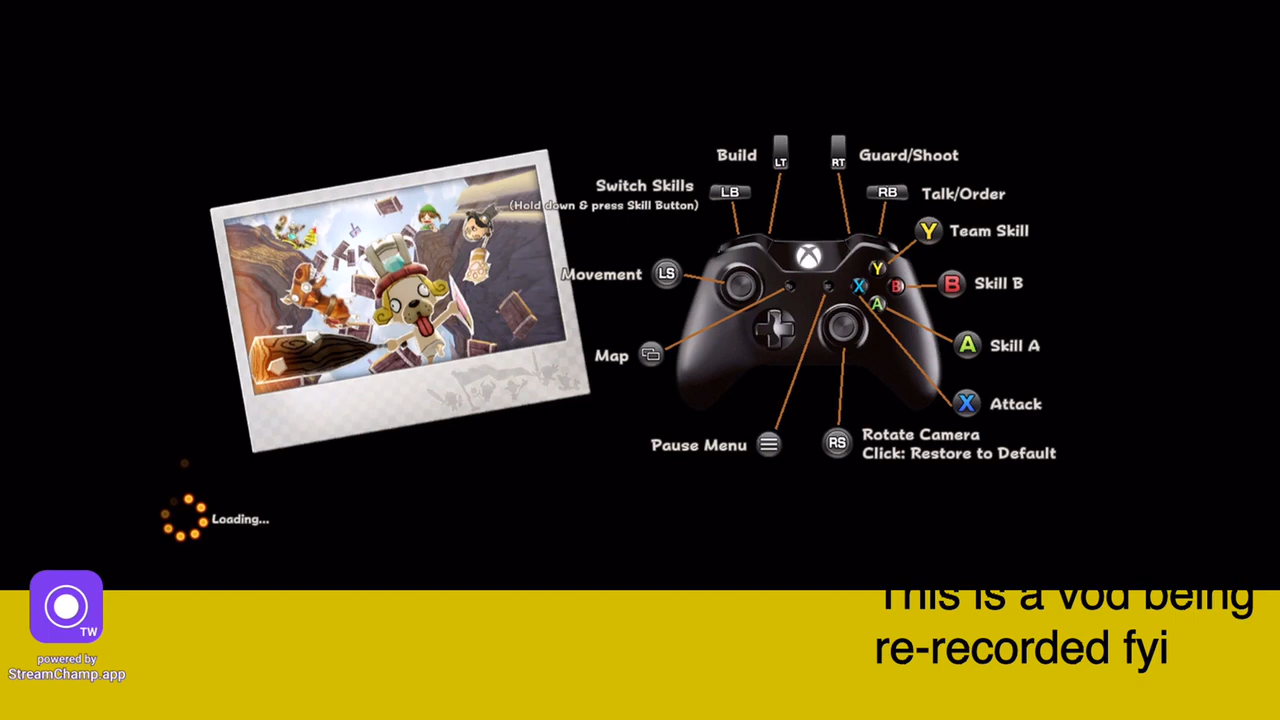 Build
LT
RT
Guard/Shoot
Switch Skills
(Hold down & press Skill Button)
LB
RB
Talk/Order
Y
Team Skill
Movement
LS
Y
X
B
A
B
Skill B
Map
A
Skill A
X
Attack
Pause Menu
RS
Rotate Camera
Click: Restore to Default
Loading...
TW
powered by
StreamChamp.app
This is a vod being
re-recorded fyi